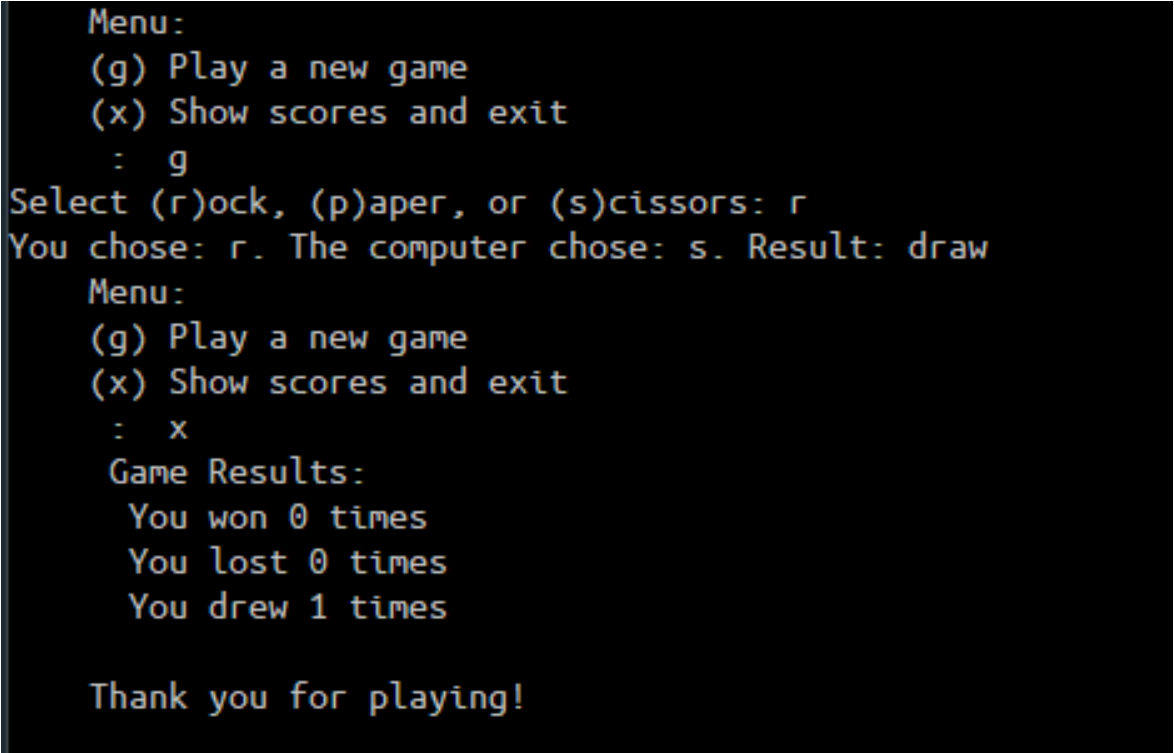 Menu:
(g) Play a new game
(x) Show scores and exit
: g
Select (r)ock, (p)aper, or (s)cissors: r
You chose: r. The computer chose: s. Result: draw
Menu:
(g) Play a new game
(x) Show scores and exit
: x
Game Results:
You won 0 times
You lost 0 times
You drew 1 times
Thank you for playing!